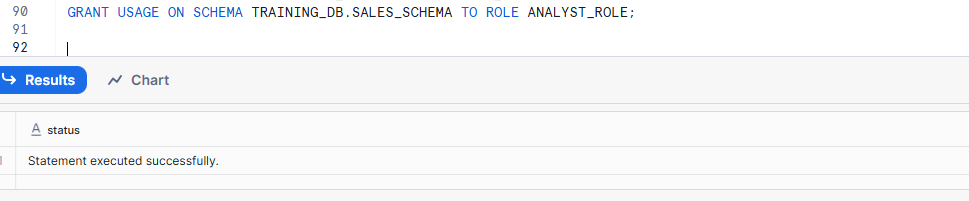 90 GRANT USAGE ON SCHEMA TRAINING_DB.SALES_SCHEMA TO ROLE ANALYST_ROLE;
91
92
Results Chart
A status
Statement executed successfully.